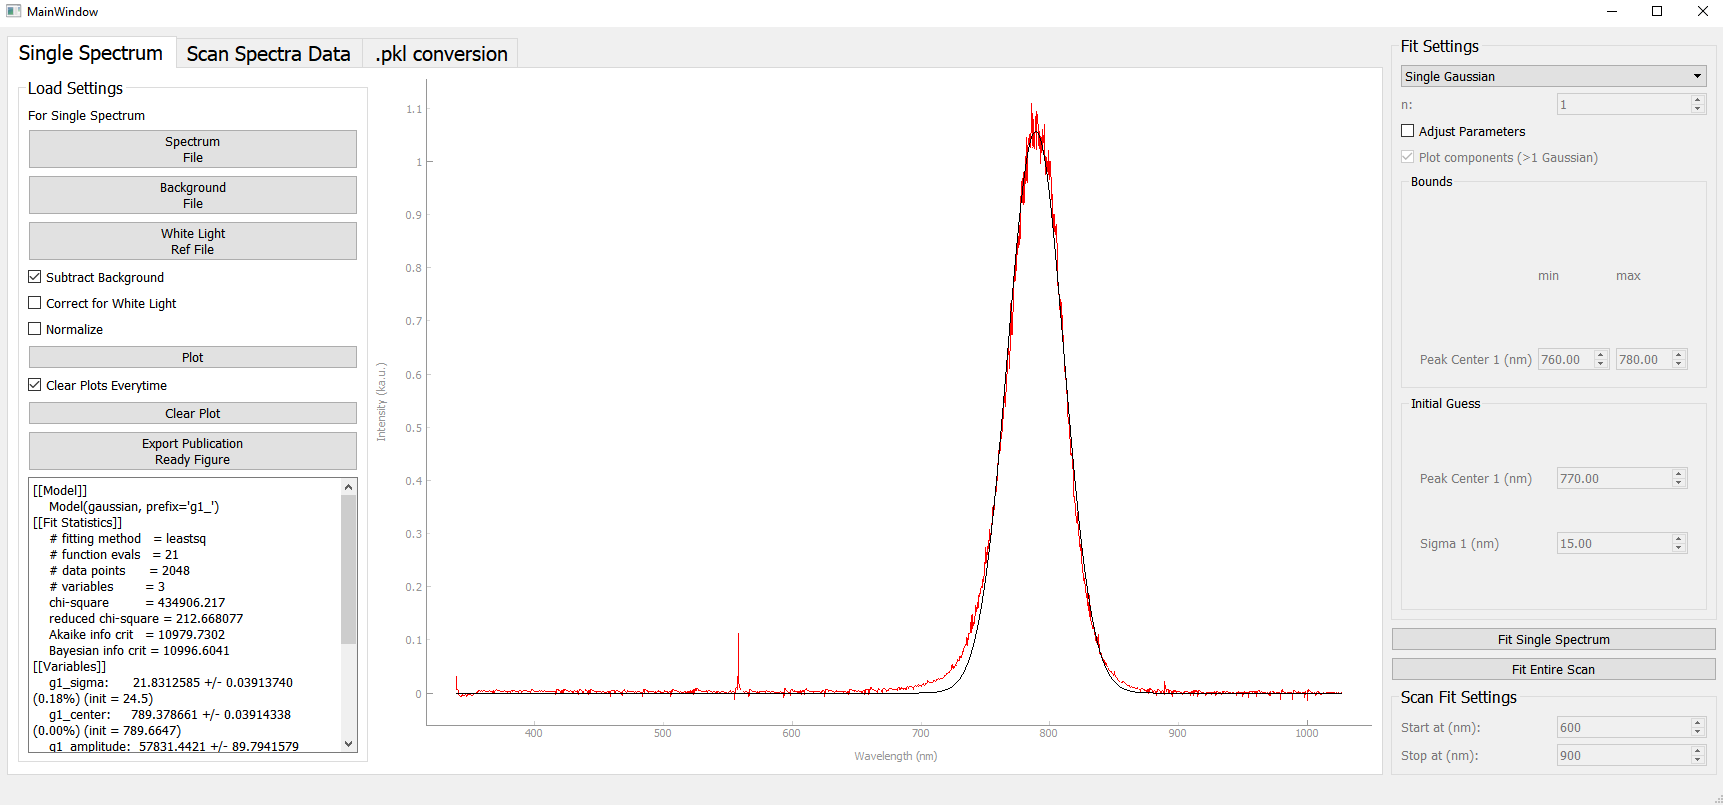 MainWindow
Single Spectrum
Scan Spectra Data
.pkl conversion
Load Settings
For Single Spectrum
Spectrum
File
Background
File
White Light
Ref File
Subtract Background
Correct for White Light
Normalize
Plot
Clear Plots Everytime
Clear Plot
Export Publication
Ready Figure
[[Model]]
Model(gaussian, prefix='g1_')
[[Fit Statistics]]
# fitting method = leastsq
# function evals = 21
# data points = 2048
# variables = 3
chi-square = 434906.217
reduced chi-square = 212.668077
Akaike info crit = 10979.7302
Bayesian info crit = 10996.6041
[[Variables]]
g1_sigma: 21.8312585 +/- 0.03913740
(0.18%) (init = 24.5)
g1_center: 789.378661 +/- 0.03914338
(0.00%) (init = 789.6647)
g1_amplitude: 57831.4421 +/- 89.7941579
1.1
1
0.9
0.8
0.7
0.6
0.5
0.4
0.3
0.2
0.1
0
Intensity (ka.u.)
400
500
600
700
800
900
1000
Wavelength (nm)
Fit Settings
Single Gaussian
n:
1
Adjust Parameters
Plot components (>1 Gaussian)
Bounds
min
max
Peak Center 1 (nm)
760.00
780.00
Initial Guess
Peak Center 1 (nm)
770.00
Sigma 1 (nm)
15.00
Fit Single Spectrum
Fit Entire Scan
Scan Fit Settings
Start at (nm):
600
Stop at (nm):
900